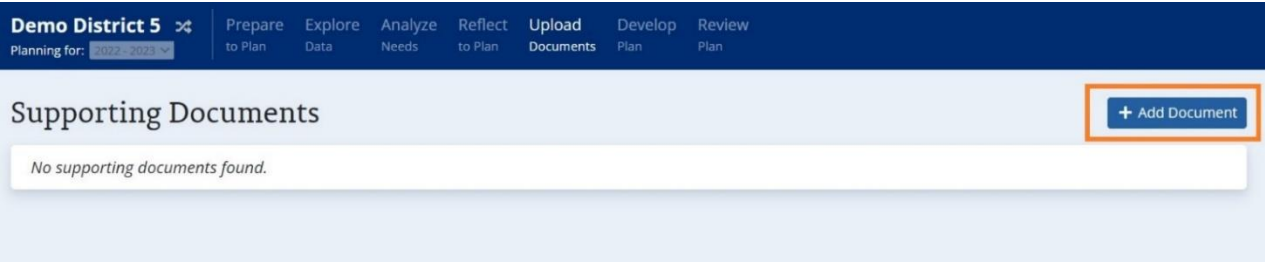 Demo District 5
Planning for: 2022 - 2023
Prepare to Plan
Explore Data
Analyze Needs
Reflect to Plan
Upload Documents
Develop Plan
Review Plan
Supporting Documents
+ Add Document
No supporting documents found.